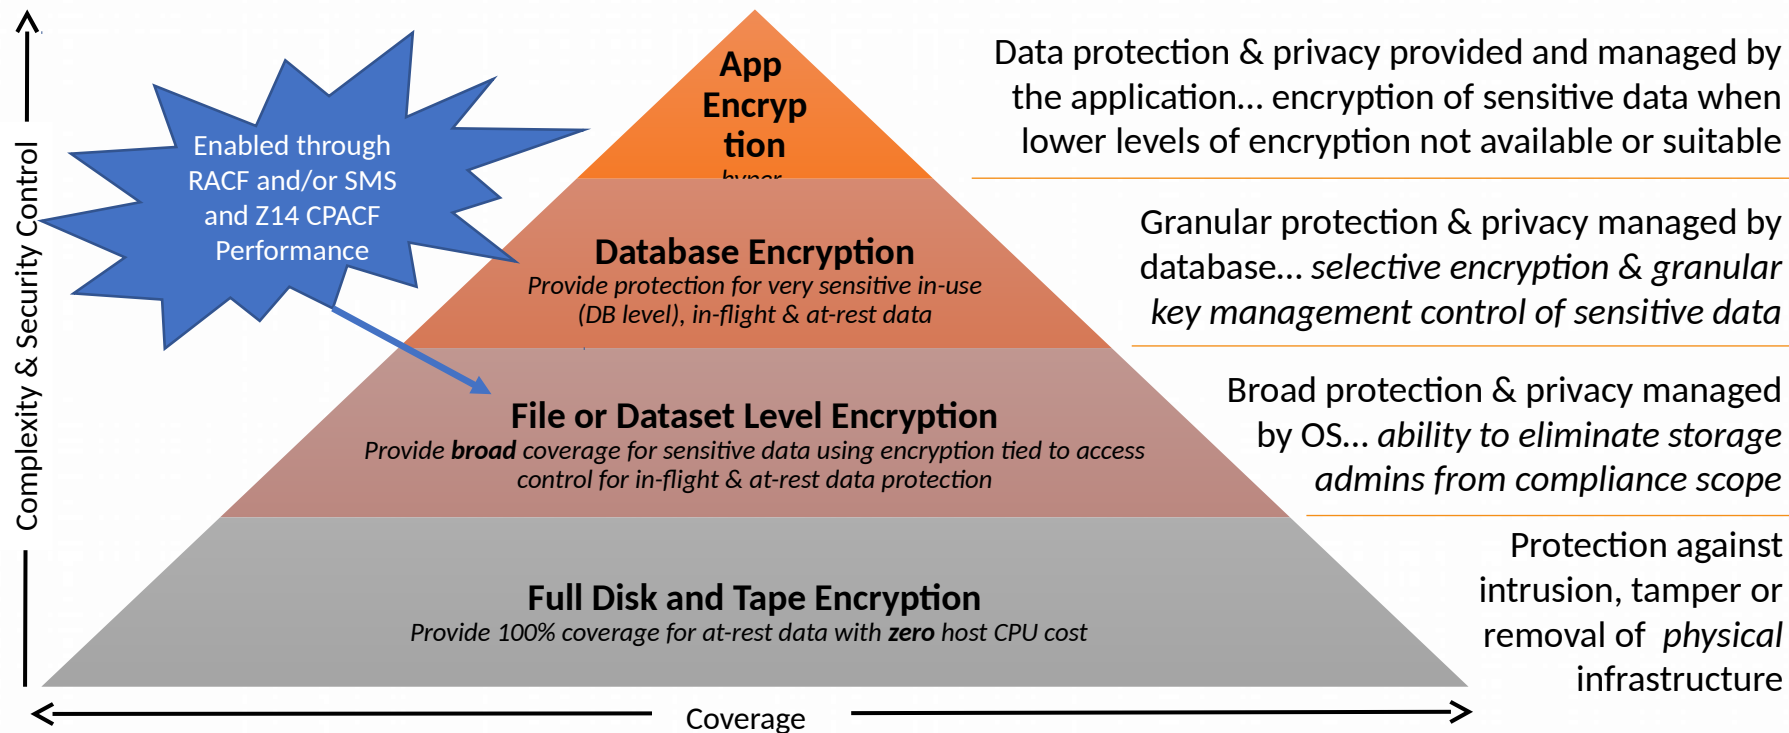 App
Encryp
tion
Data protection & privacy provided and managed by
the application... encryption of sensitive data when
lower levels of encryption not available or suitable
Enabled through
RACF and/or SMS
and Z14 CPACF
Performance
Database Encryption
Provide protection for very sensitive in-use
(DB level), in-flight & at-rest data
Granular protection & privacy managed by
database... selective encryption & granular
key management control of sensitive data
File or Dataset Level Encryption
Provide broad coverage for sensitive data using encryption tied to access
control for in-flight & at-rest data protection
Broad protection & privacy managed
by OS... ability to eliminate storage
admins from compliance scope
Full Disk and Tape Encryption
Provide 100% coverage for at-rest data with zero host CPU cost
Protection against
intrusion, tamper or
removal of physical
infrastructure
Complexity & Security Control
Coverage